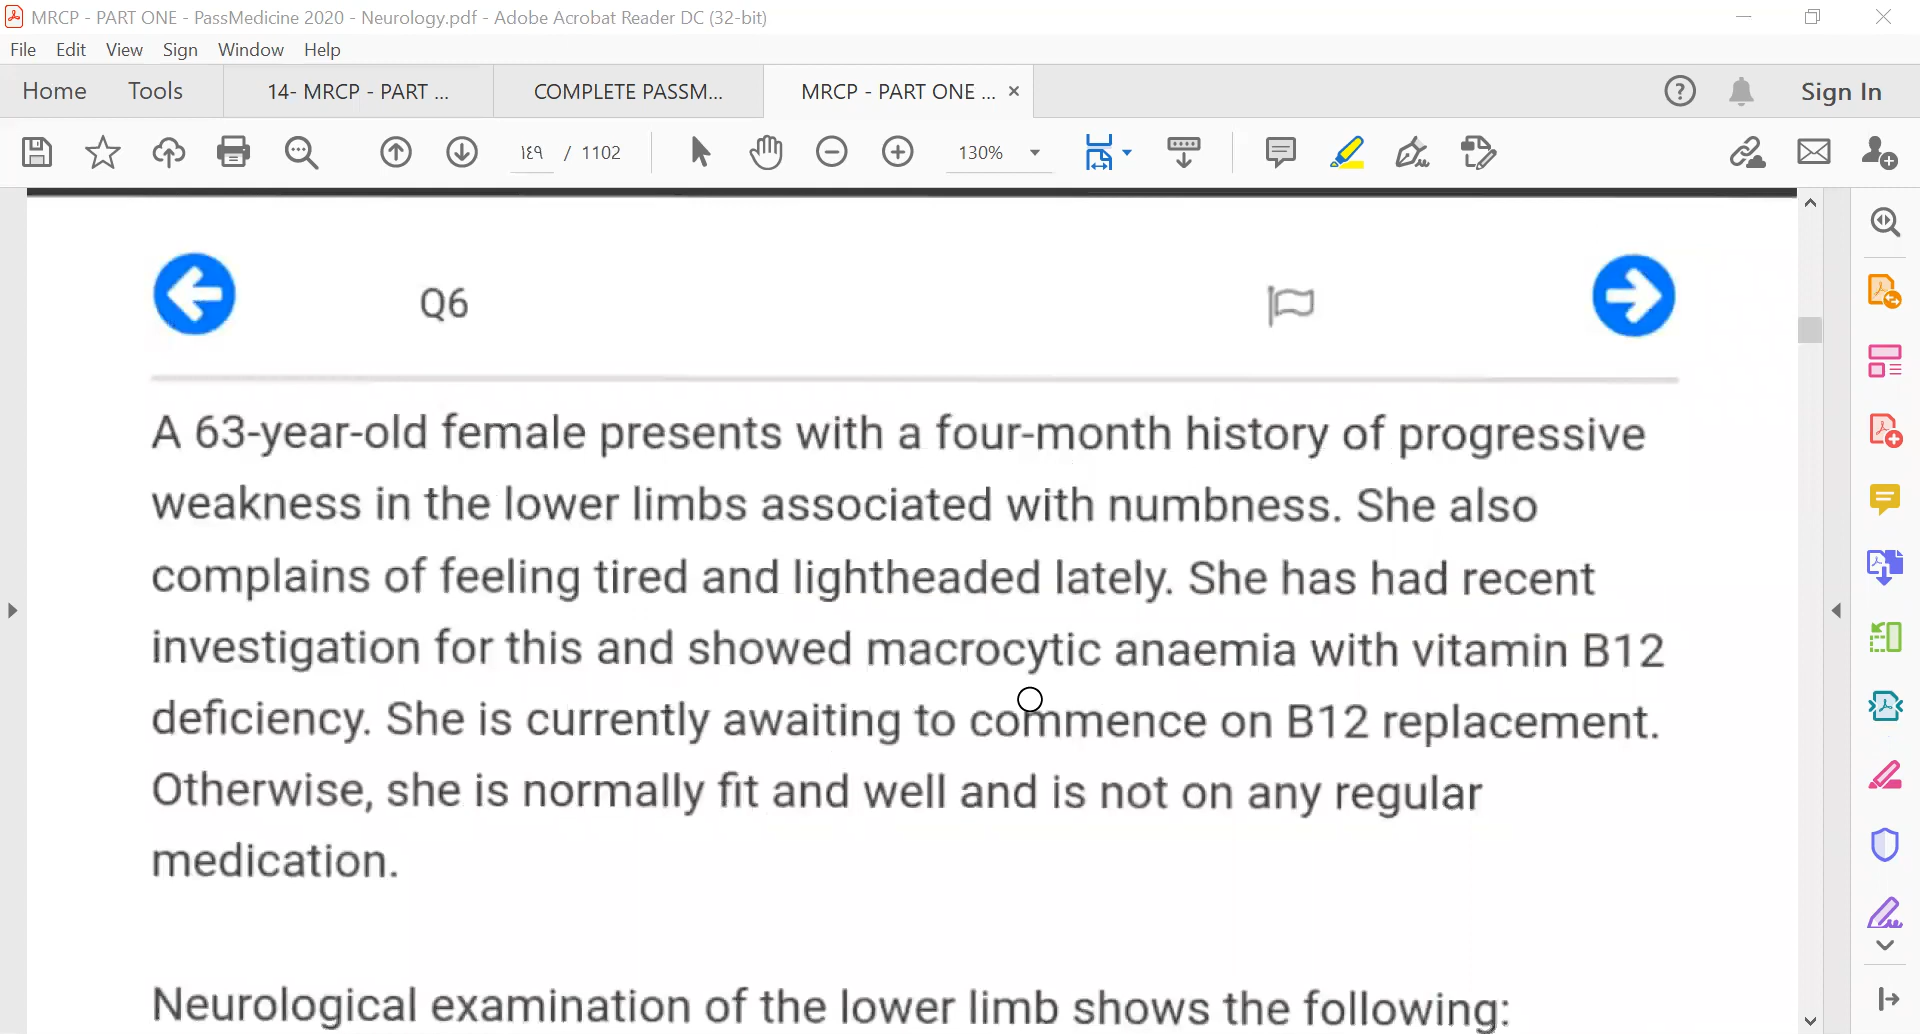 MRCP - PART ONE - PassMedicine 2020 - Neurology.pdf - Adobe Acrobat Reader DC (32-bit)
File Edit View Sign Window Help
Home Tools 14- MRCP - PART ... COMPLETE PASSM... MRCP - PART ONE ... × Sign In
١٤٩ / 1102 130%
Q6
A 63-year-old female presents with a four-month history of progressive
weakness in the lower limbs associated with numbness. She also
complains of feeling tired and lightheaded lately. She has had recent
investigation for this and showed macrocytic anaemia with vitamin B12
deficiency. She is currently awaiting to commence on B12 replacement.
Otherwise, she is normally fit and well and is not on any regular
medication.
Neurological examination of the lower limb shows the following: